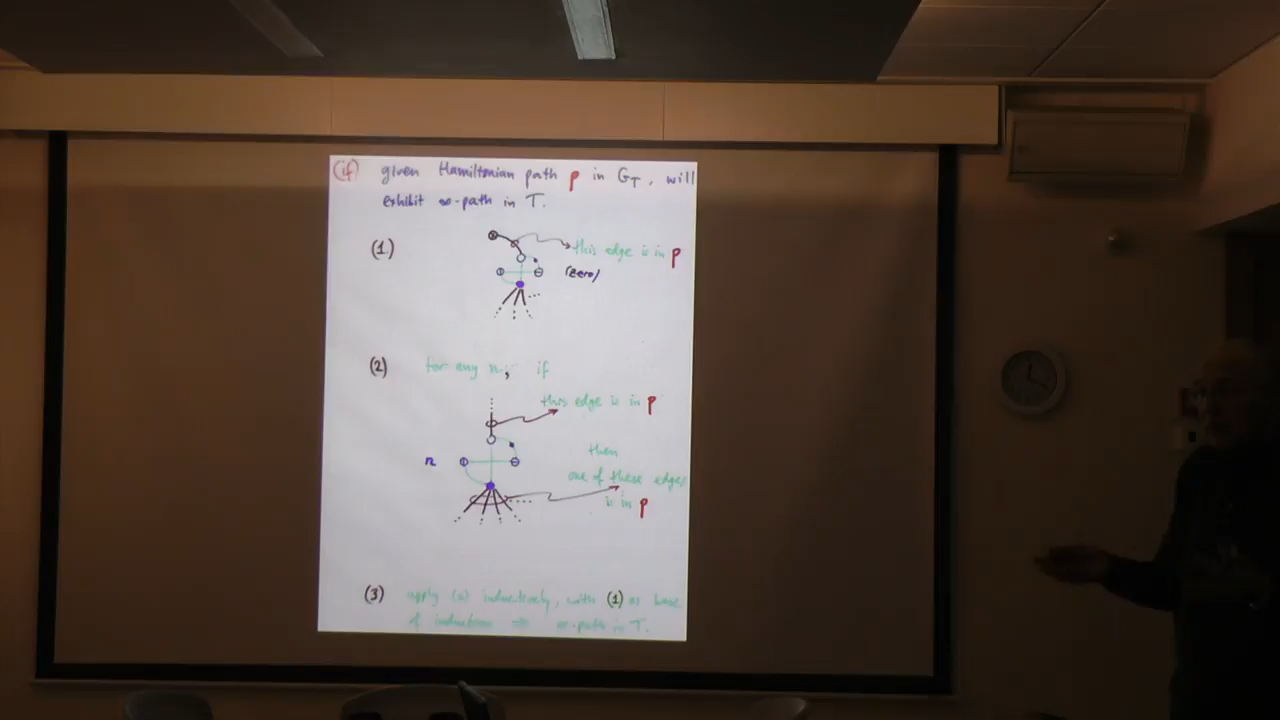 (if) given Hamiltonian path p in G_T, will
exhibit ∞-path in T.
(1)
this edge is in p
(zero)
(2) for any n, if
this edge is in p
then
n
one of these edges
is in p
(3) apply (2) inductively, with (1) as base
of induction ⇒ ∞-path in T.